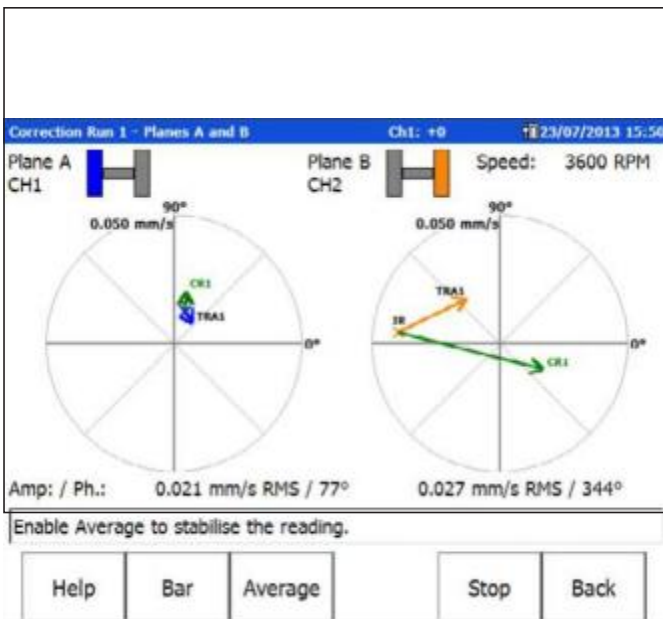 Correction Run 1 - Planes A and B Ch1: +0 23/07/2013 15:50
Plane A Plane B Speed: 3600 RPM
CH1 CH2
90° 90°
0.050 mm/s 0.050 mm/s
CR1
TRA1
TRA1
IR
0° 0°
CR1
Amp: / Ph.: 0.021 mm/s RMS / 77° 0.027 mm/s RMS / 344°
Enable Average to stabilise the reading.
Help Bar Average Stop Back